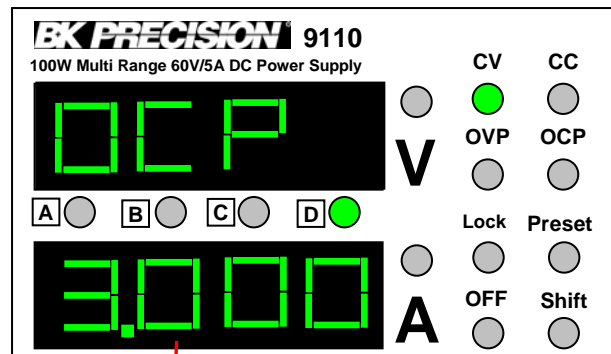 BK PRECISION® 9110
100W Multi Range 60V/5A DC Power Supply
CV CC
OCP
V
OVP OCP
A B C D
Lock Preset
3.000
A
OFF Shift